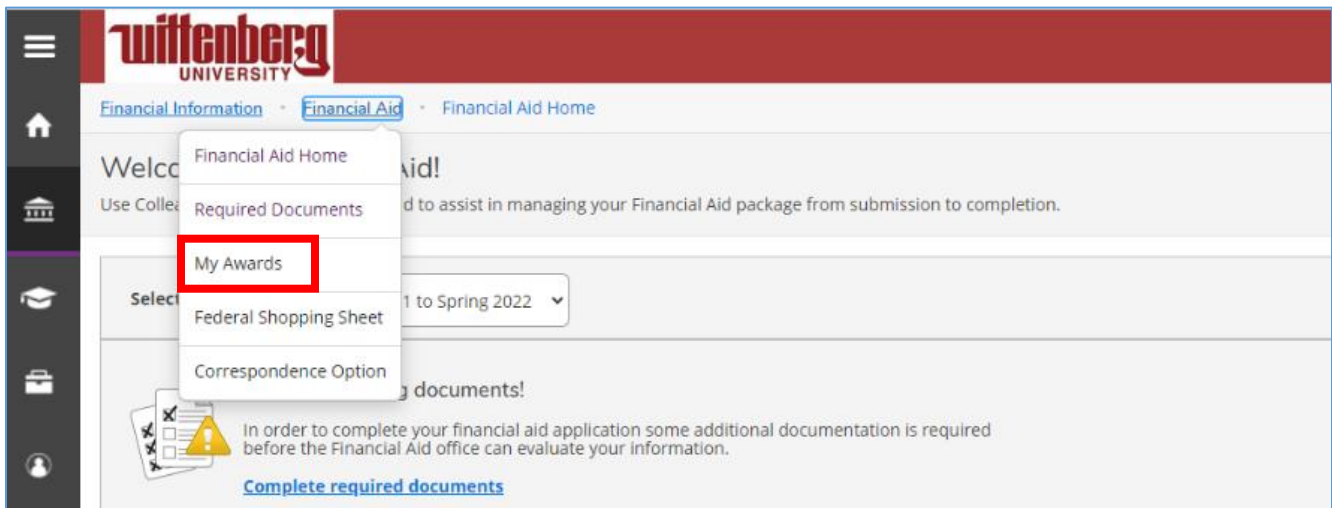 wittenberg
UNIVERSITY
Financial Information · Financial Aid · Financial Aid Home
Financial Aid Home
Required Documents
My Awards
Federal Shopping Sheet
Correspondence Option
Aid!
Use d to assist in managing your Financial Aid package from submission to completion.
Select 1 to Spring 2022
documents!
In order to complete your financial aid application some additional documentation is required
before the Financial Aid office can evaluate your information.
Complete required documents